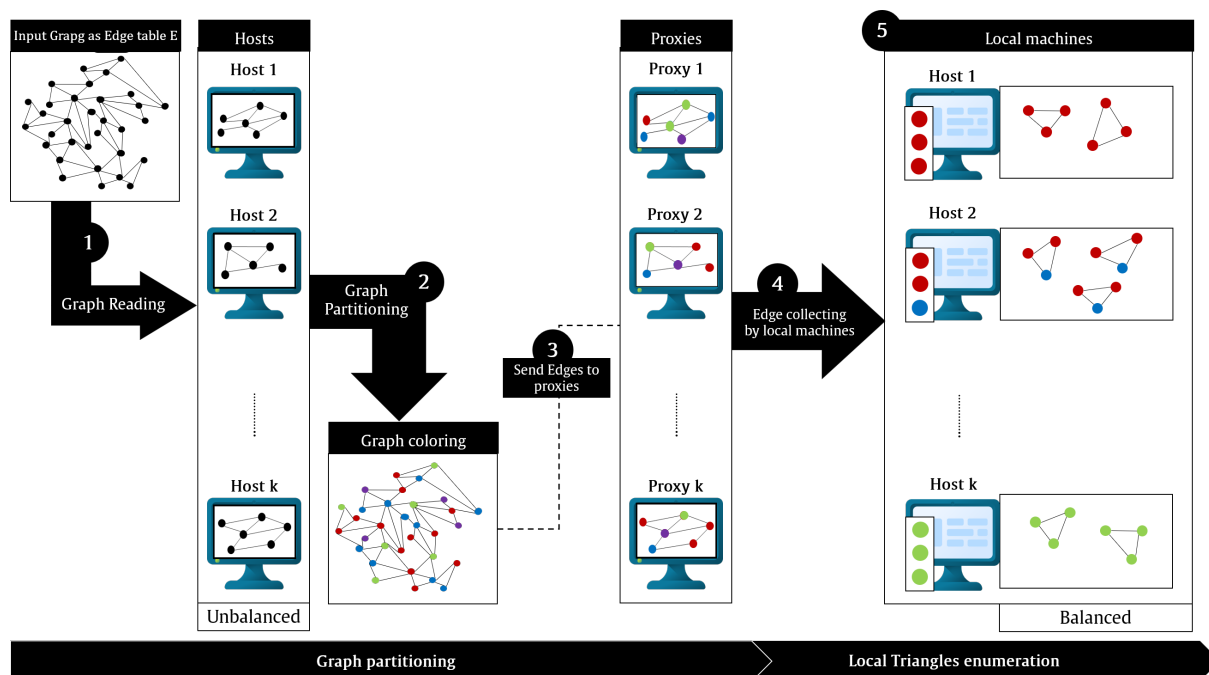 Input Grapg as Edge table E
Hosts
Host 1
Host 2
Host k
Unbalanced
1
Graph Reading
2
Graph
Partitioning
Graph coloring
3
Send Edges to
proxies
Proxies
Proxy 1
Proxy 2
Proxy k
4
Edge collecting
by local machines
5
Local machines
Host 1
Host 2
Host k
Balanced
Graph partitioning
Local Triangles enumeration